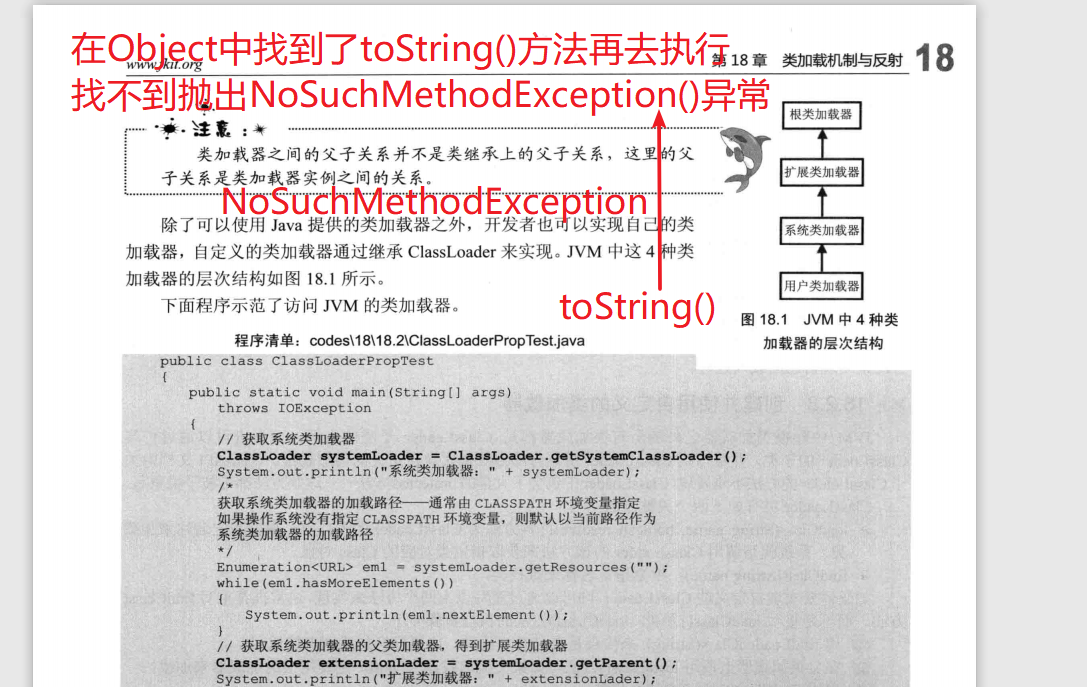 在Object中找到了toString()方法再去执行
www.jkit.org
第 18 章 类加载机制与反射 18
找不到抛出NoSuchMethodException()异常
注意：
类加载器之间的父子关系并不是类继承上的父子关系，这里的父
子关系是类加载器实例之间的关系。
NoSuchMethodException
除了可以使用 Java 提供的类加载器之外，开发者也可以实现自己的类
加载器，自定义的类加载器通过继承 ClassLoader 来实现。JVM 中这 4 种类
加载器的层次结构如图 18.1 所示。
下面程序示范了访问 JVM 的类加载器。
toString()
根类加载器
扩展类加载器
系统类加载器
用户类加载器
图 18.1 JVM 中 4 种类
加载器的层次结构
程序清单：codes\18\18.2\ClassLoaderPropTest.java
public class ClassLoaderPropTest
{
public static void main(String[] args)
throws IOException
{
// 获取系统类加载器
ClassLoader systemLoader = ClassLoader.getSystemClassLoader();
System.out.println("系统类加载器：" + systemLoader);
/*
获取系统类加载器的加载路径——通常由 CLASSPATH 环境变量指定
如果操作系统没有指定 CLASSPATH 环境变量，则默认以当前路径作为
系统类加载器的加载路径
*/
Enumeration<URL> em1 = systemLoader.getResources("");
while(em1.hasMoreElements())
{
System.out.println(em1.nextElement());
}
// 获取系统类加载器的父类加载器，得到扩展类加载器
ClassLoader extensionLader = systemLoader.getParent();
System.out.println("扩展类加载器：" + extensionLader);